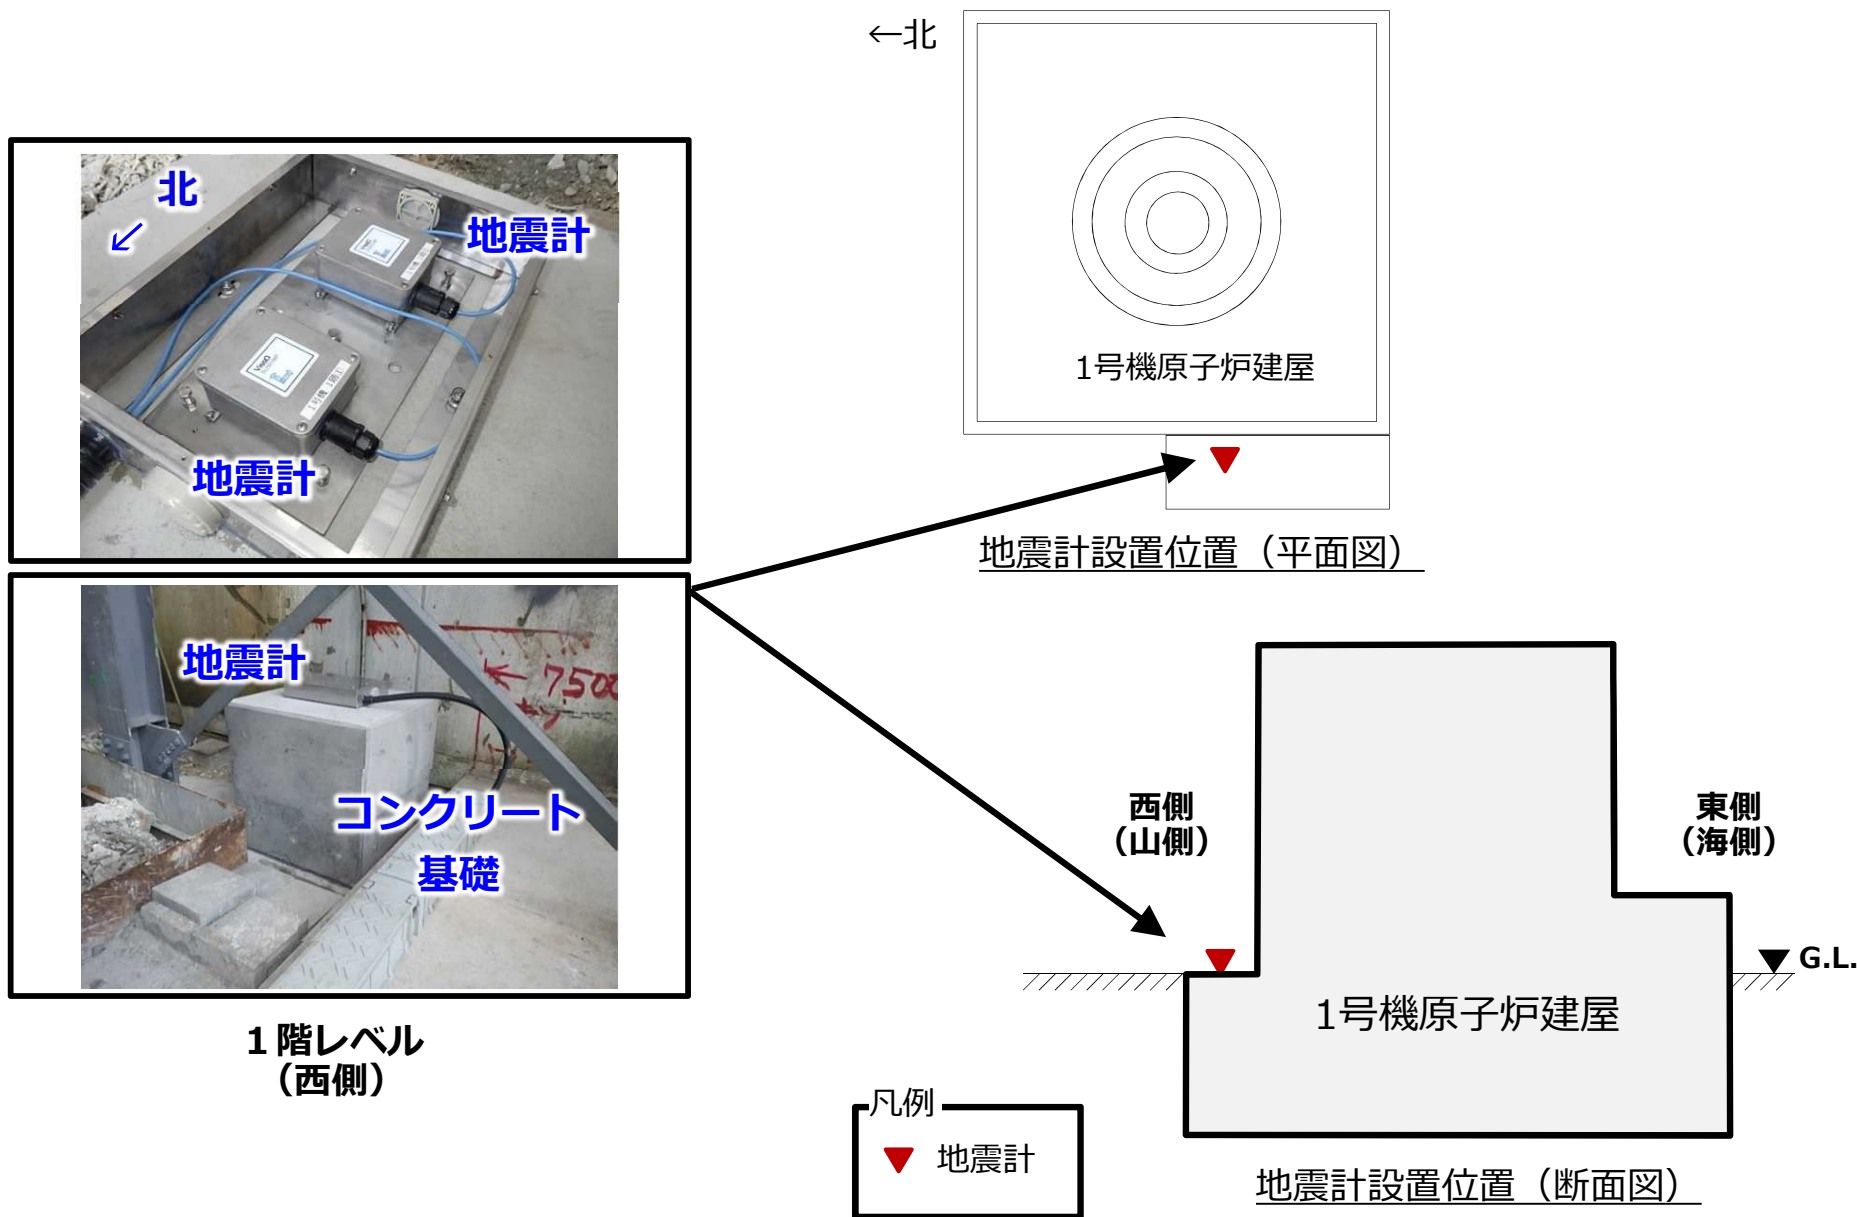 ←北
北
↙
地震計
地震計
1号機原子炉建屋
地震計設置位置（平面図）
地震計
7500
コンクリート
基礎
1階レベル
（西側）
西側
（山側）
東側
（海側）
G.L.
1号機原子炉建屋
凡例
地震計
地震計設置位置（断面図）